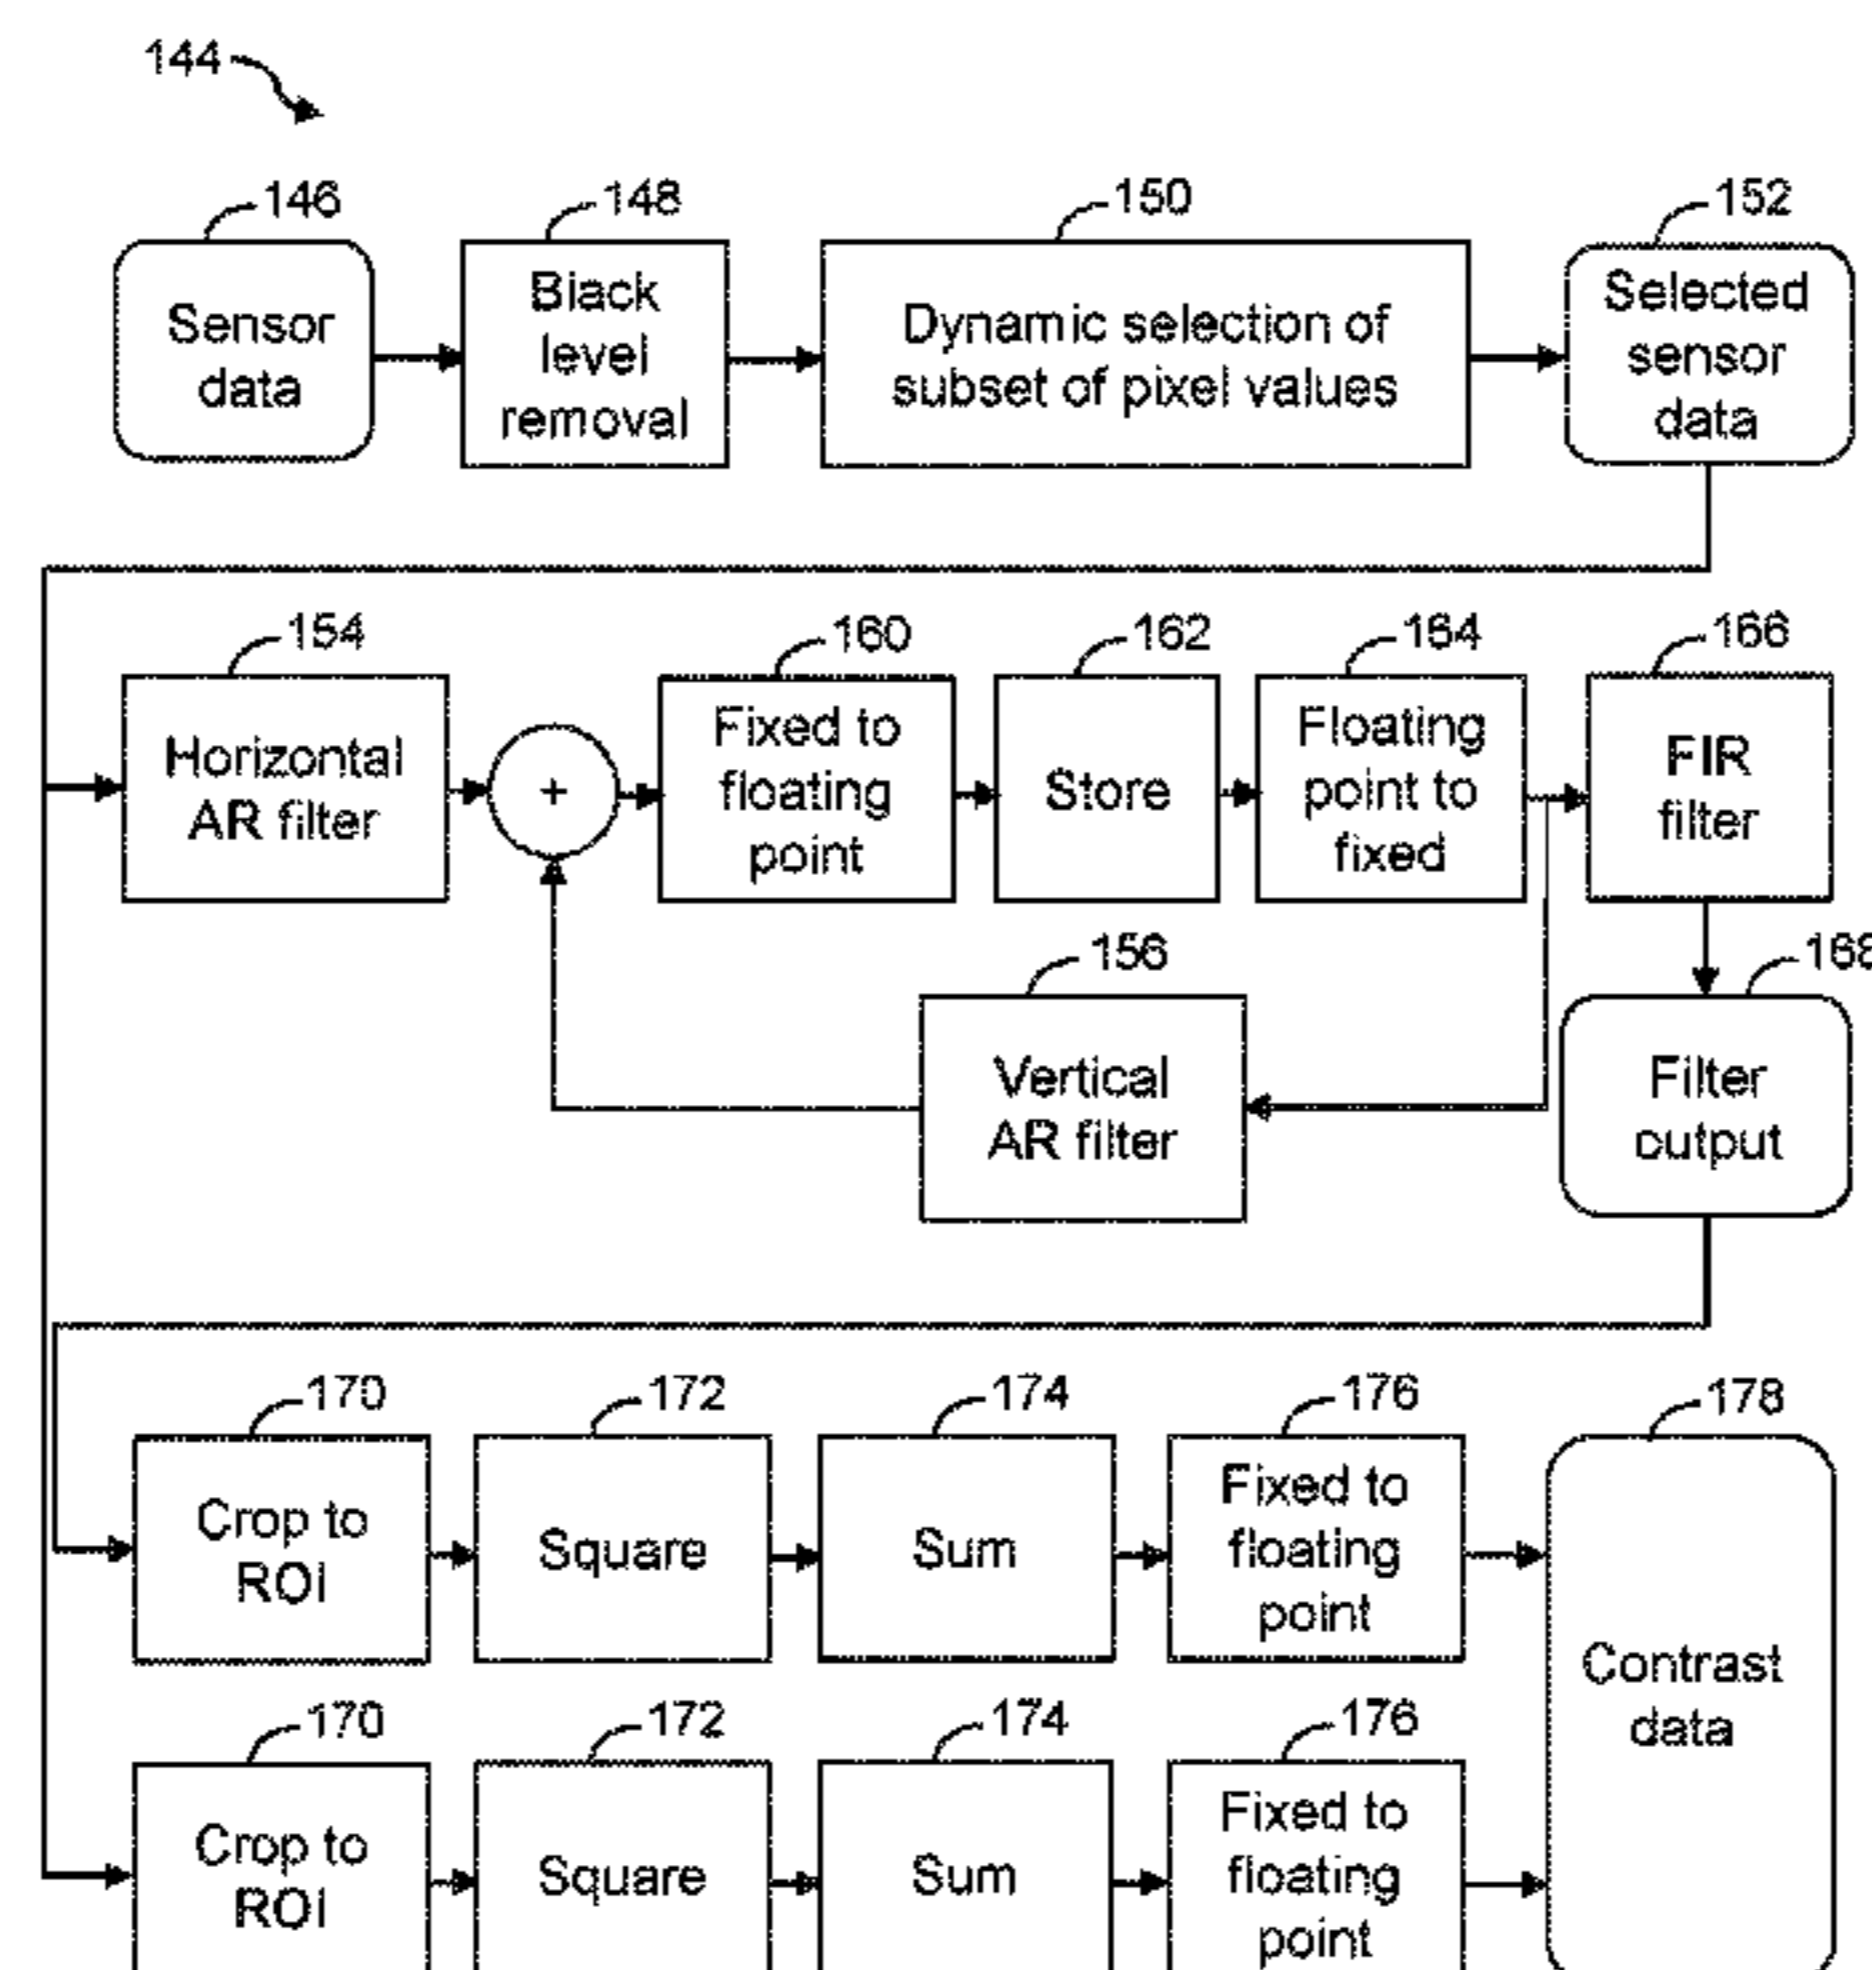 144
146
148
150
152
Sensor
data
Black
level
removal
Dynamic selection of
subset of pixel values
Selected
sensor
data
154
160
162
164
166
Horizontal
AR filter
+
Fixed to
floating
point
Store
Floating
point to
fixed
FIR
filter
156
168
Vertical
AR filter
Filter
output
170
172
174
176
178
Crop to
ROI
Square
Sum
Fixed to
floating
point
Contrast
data
170
172
174
176
Crop to
ROI
Square
Sum
Fixed to
floating
point